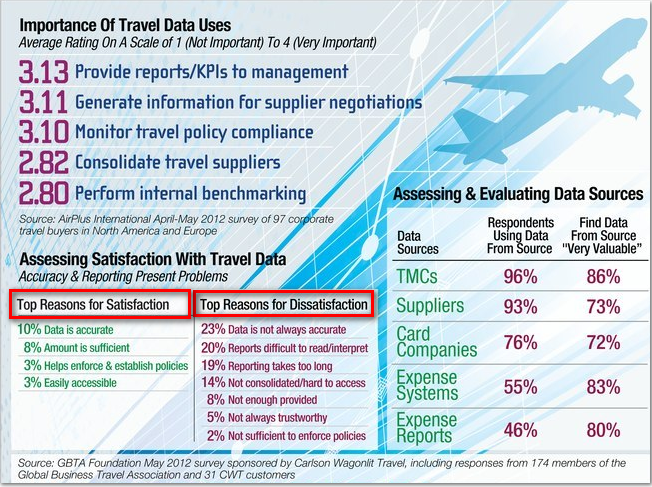 Importance Of Travel Data Uses
Average Rating On A Scale of 1 (Not Important) To 4 (Very Important)
3.13 Provide reports/KPIs to management
3.11 Generate information for supplier negotiations
3.10 Monitor travel policy compliance
2.82 Consolidate travel suppliers
2.80 Perform internal benchmarking
Source: AirPlus International April-May 2012 survey of 97 corporate
travel buyers in North America and Europe
Assessing Satisfaction With Travel Data
Accuracy & Reporting Present Problems
Top Reasons for Satisfaction
10% Data is accurate
8% Amount is sufficient
3% Helps enforce & establish policies
3% Easily accessible
Top Reasons for Dissatisfaction
23% Data is not always accurate
20% Reports difficult to read/interpret
19% Reporting takes too long
14% Not consolidated/hard to access
8% Not enough provided
5% Not always trustworthy
2% Not sufficient to enforce policies
Assessing & Evaluating Data Sources
Data
Sources
Respondents
Using Data
From Source
Find Data
From Source
"Very Valuable"
TMCs 96% 86%
Suppliers 93% 73%
Card
Companies 76% 72%
Expense
Systems 55% 83%
Expense
Reports 46% 80%
Source: GBTA Foundation May 2012 survey sponsored by Carlson Wagonlit Travel, including responses from 174 members of the
Global Business Travel Association and 31 CWT customers